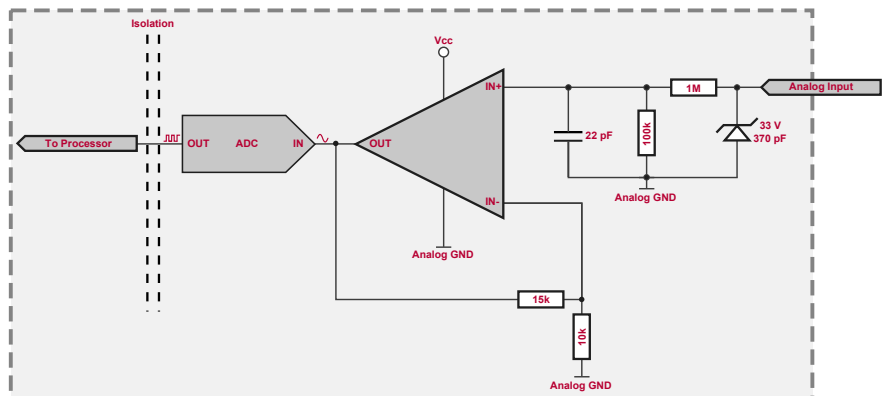 Isolation
Vcc
IN+
1M
Analog Input
33 V
370 pF
22 pF
100k
To Processor
OUT
ADC
IN
OUT
Analog GND
IN-
Analog GND
15k
10k
Analog GND